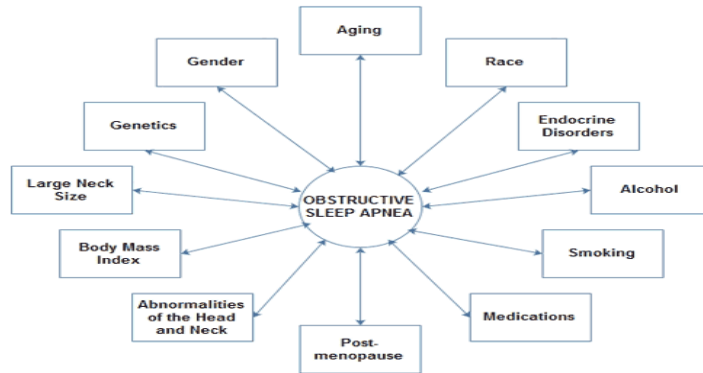 Aging
Gender
Race
Genetics
Endocrine
Disorders
Large Neck
Size
OBSTRUCTIVE
SLEEP APNEA
Alcohol
Body Mass
Index
Smoking
Abnormalities
of the Head
and Neck
Medications
Post-
menopause